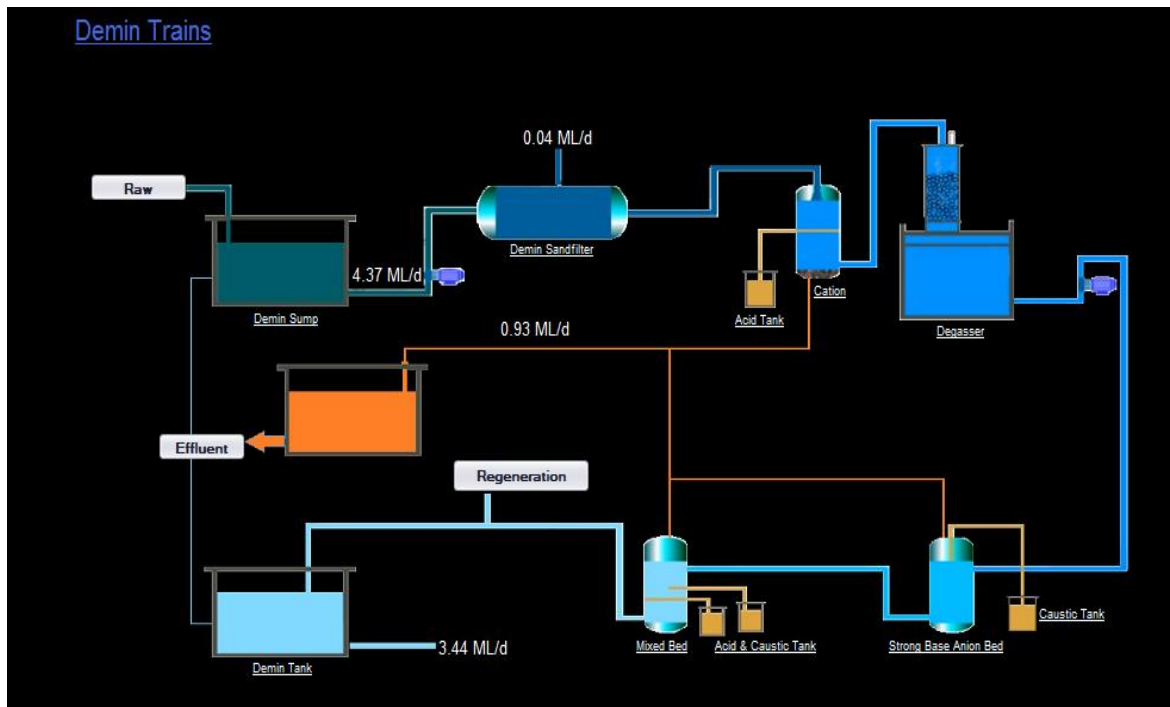 Demin Trains
0.04 ML/d
Raw
Demin Sandfilter
4.37 ML/d
Demin Sump
Acid Tank
Cation
Degasser
0.93 ML/d
Effluent
Regeneration
Demin Tank
3.44 ML/d
Mixed Bed
Acid & Caustic Tank
Strong Base Anion Bed
Caustic Tank